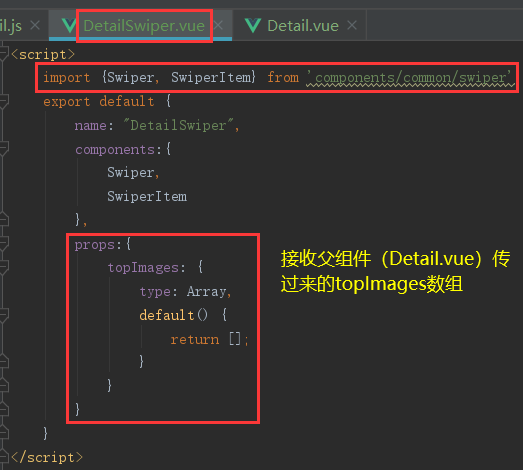 il.js × DetailSwiper.vue × Detail.vue ×
<script>
import {Swiper, SwiperItem} from 'components/common/swiper'
export default {
name: "DetailSwiper",
components:{
Swiper,
SwiperItem
},
props:{
topImages: {
type: Array,
default() {
return [];
}
}
}
}
</script>
接收父组件（Detail.vue）传
过来的topImages数组